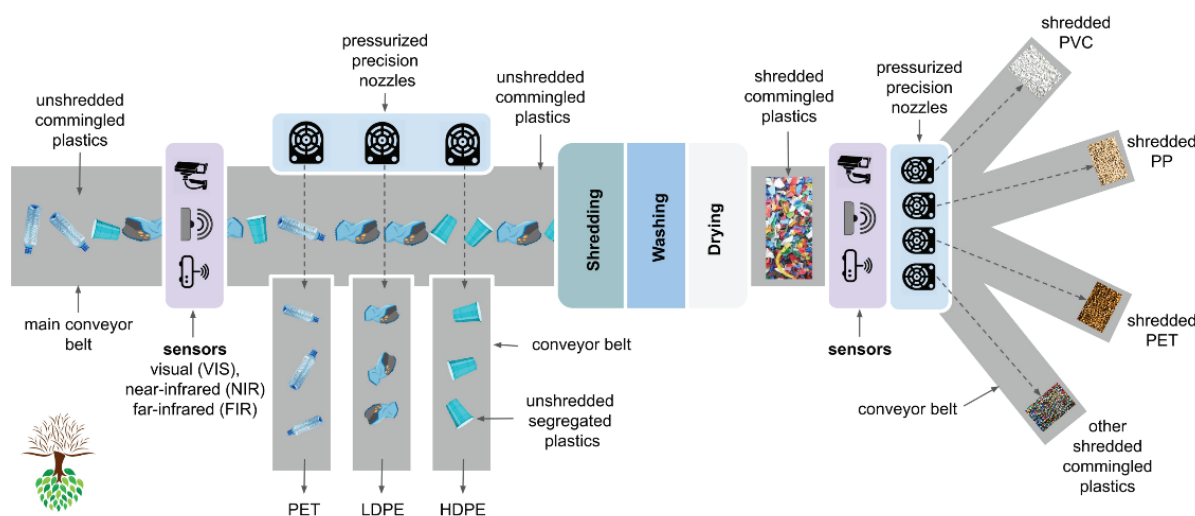 unshredded
commingled
plastics
pressurized
precision
nozzles
unshredded
commingled
plastics
shredded
commingled
plastics
pressurized
precision
nozzles
shredded
PVC
shredded
PP
shredded
PET
other
shredded
commingled
plastics
Shredding
Washing
Drying
main conveyor
belt
sensors
visual (VIS),
near-infrared (NIR)
far-infrared (FIR)
conveyor belt
unshredded
segregated
plastics
PET
LDPE
HDPE
sensors
conveyor belt